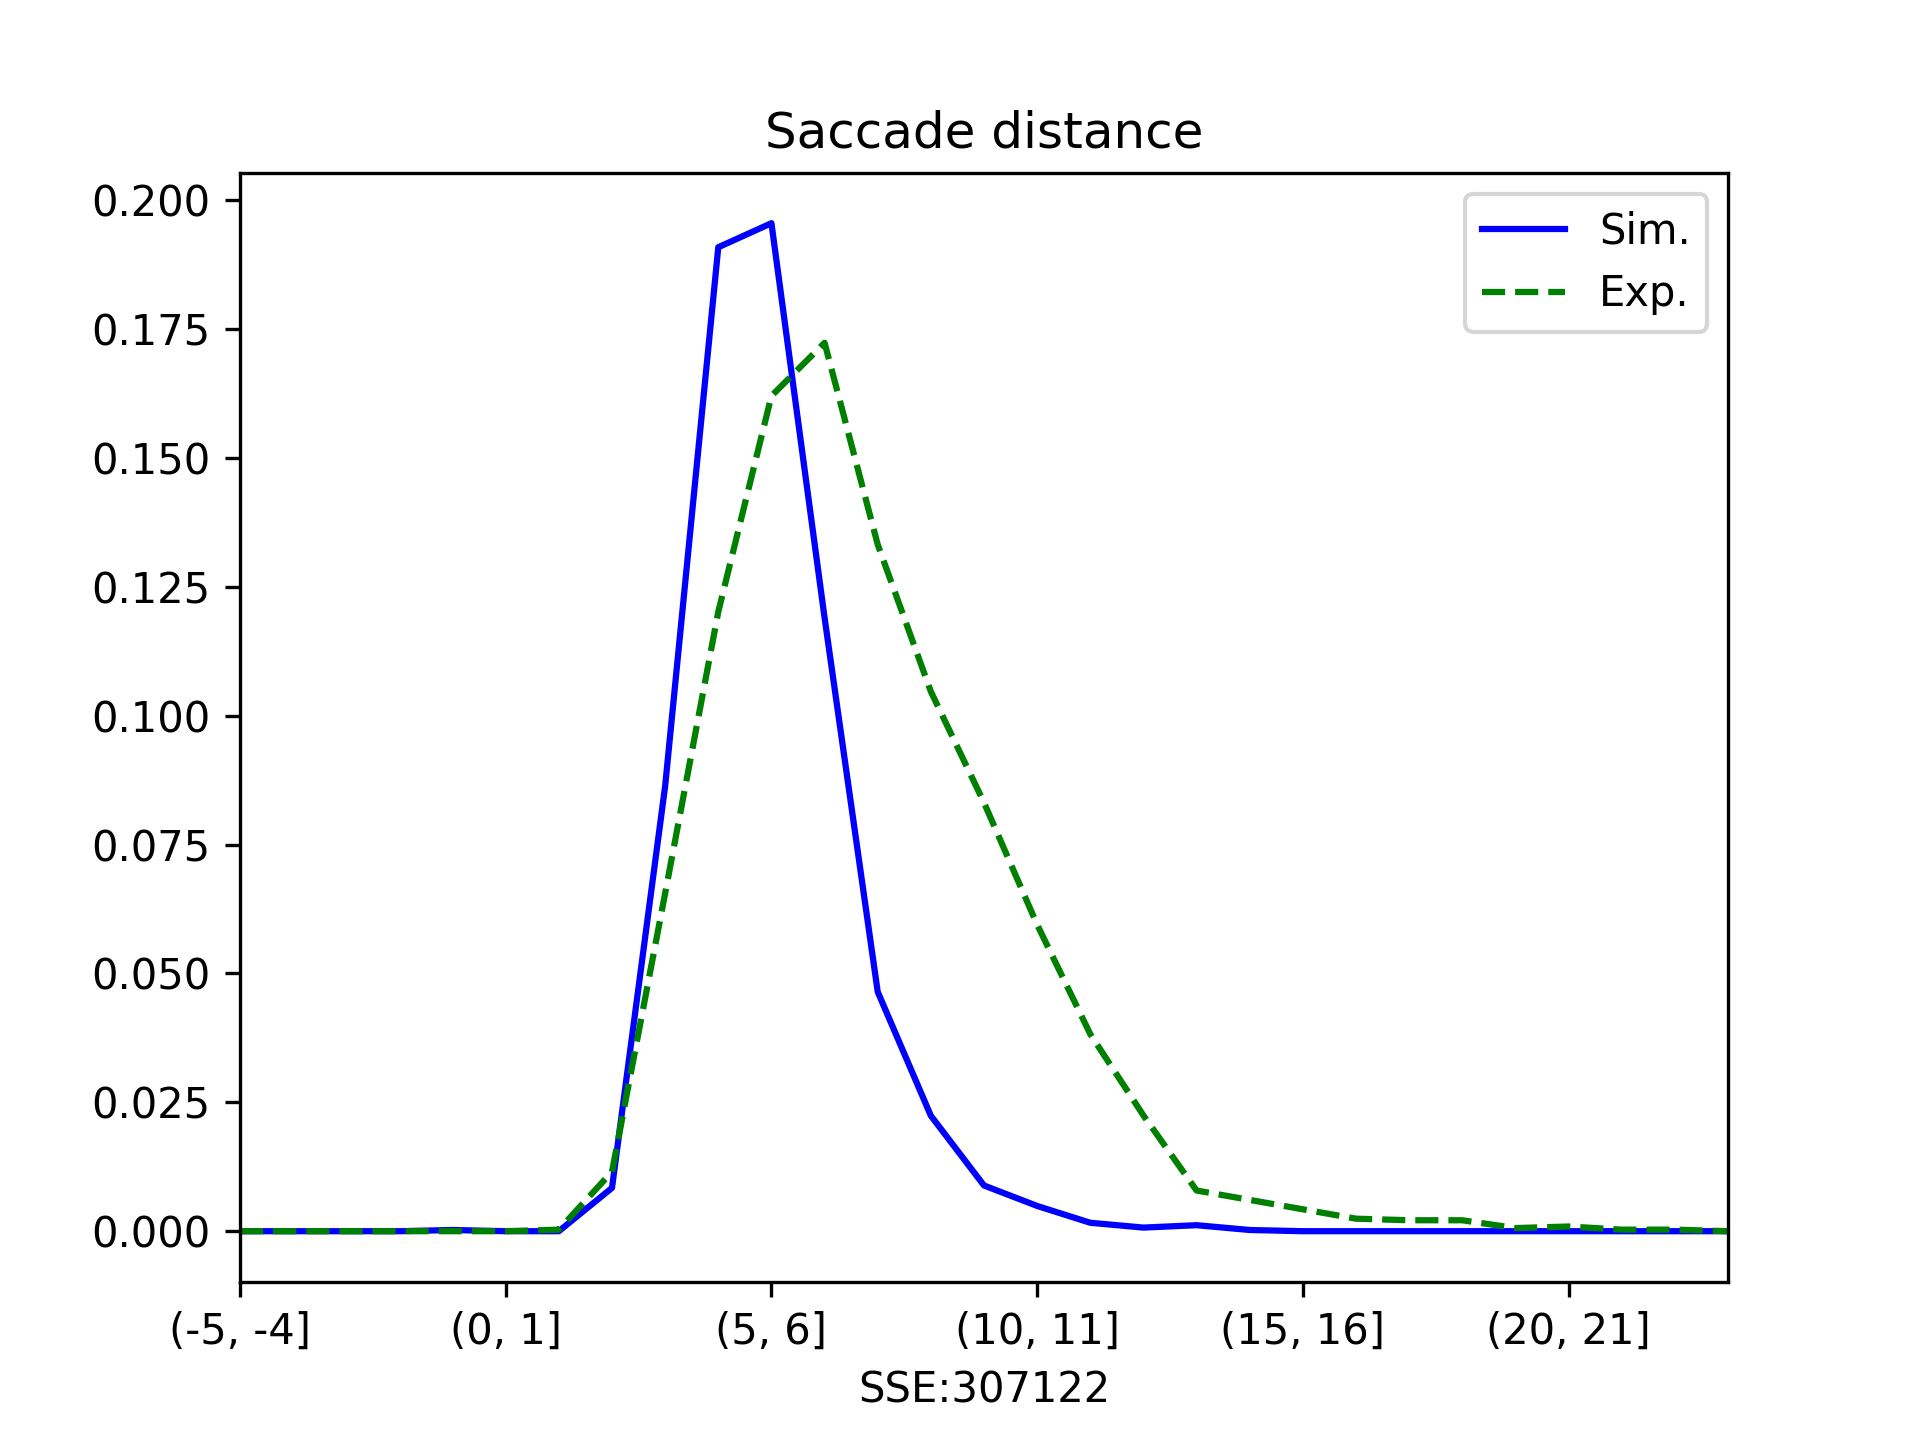 Saccade distance
0.200
0.175
0.150
0.125
0.100
0.075
0.050
0.025
0.000
Sim.
Exp.
(-5, -4] (0, 1] (5, 6] (10, 11] (15, 16] (20, 21]
SSE:307122